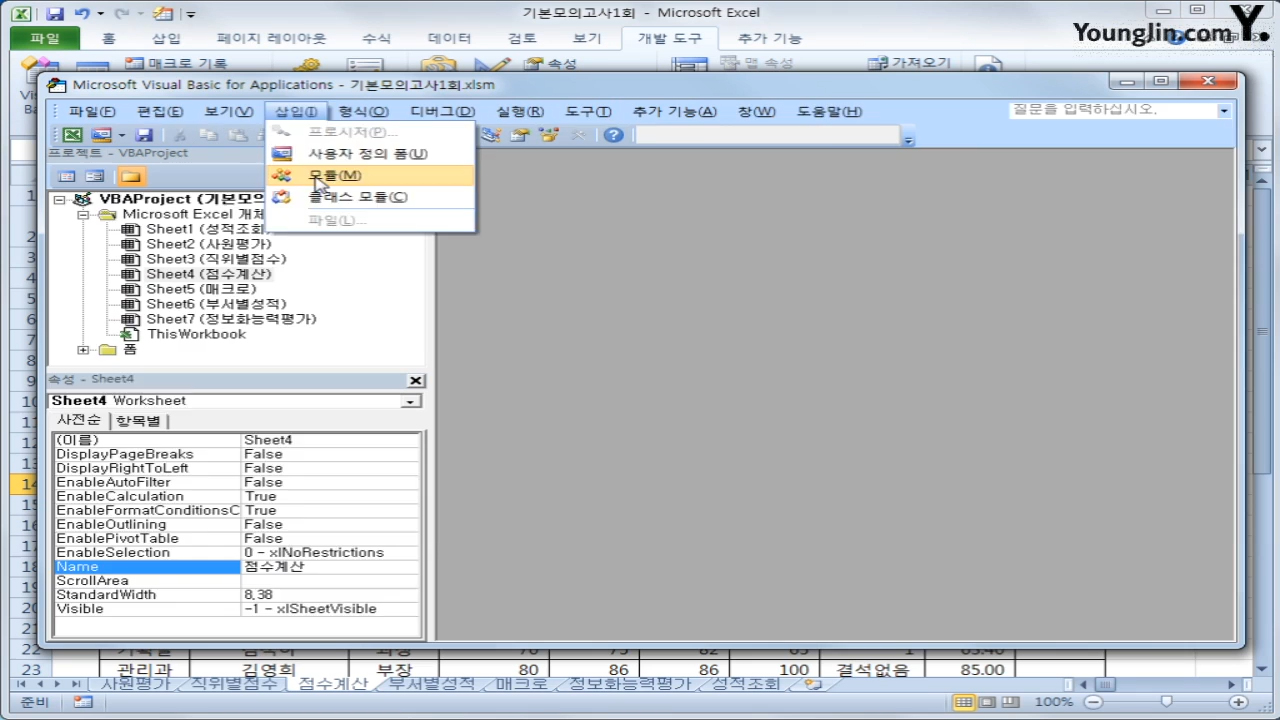 기본모의고사1회 - Microsoft Excel
Younglin.com Y.
파일 홈 삽입 페이지 레이아웃 수식 데이터 검토 보기 개발 도구 추가 기능
매크로 기록 속성 맵 속성 가져오기
Microsoft Visual Basic for Applications - 기본모의고사1회.xlsm
파일(F) 편집(E) 보기(V) 삽입(I) 형식(O) 디버그(D) 실행(R) 도구(T) 추가 기능(A) 창(W) 도움말(H) 질문을 입력하십시오.
프로시저(P)...
사용자 정의 폼(U)
모듈(M)
클래스 모듈(C)
파일(L)...
프로젝트 - VBAProject
VBAProject (기본모의
Microsoft Excel 개체
Sheet1 (성적조회)
Sheet2 (사원평가)
Sheet3 (직위별점수)
Sheet4 (점수계산)
Sheet5 (매크로)
Sheet6 (부서별성적)
Sheet7 (정보화능력평가)
ThisWorkbook
폼
속성 - Sheet4
Sheet4 Worksheet
사전순 항목별
(이름) Sheet4
DisplayPageBreaks False
DisplayRightToLeft False
EnableAutoFilter False
EnableCalculation True
EnableFormatConditionsC True
EnableOutlining False
EnablePivotTable False
EnableSelection 0 - xlNoRestrictions
Name 점수계산
ScrollArea
StandardWidth 8.38
Visible -1 - xlSheetVisible
23 관리과 김영희 부장 80 86 86 100 결석없음 85.00
사원평가 직위별점수 점수계산 부서별성적 매크로 정보화능력평가 성적조회
준비 100%